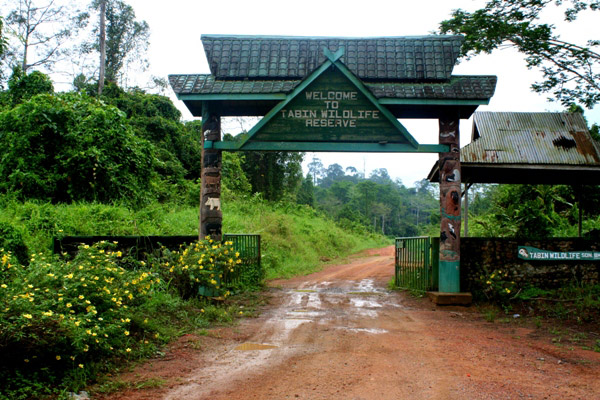 WELCOME
TO
TABIN WILDLIFE
RESERVE
TABIN WILDLIFE